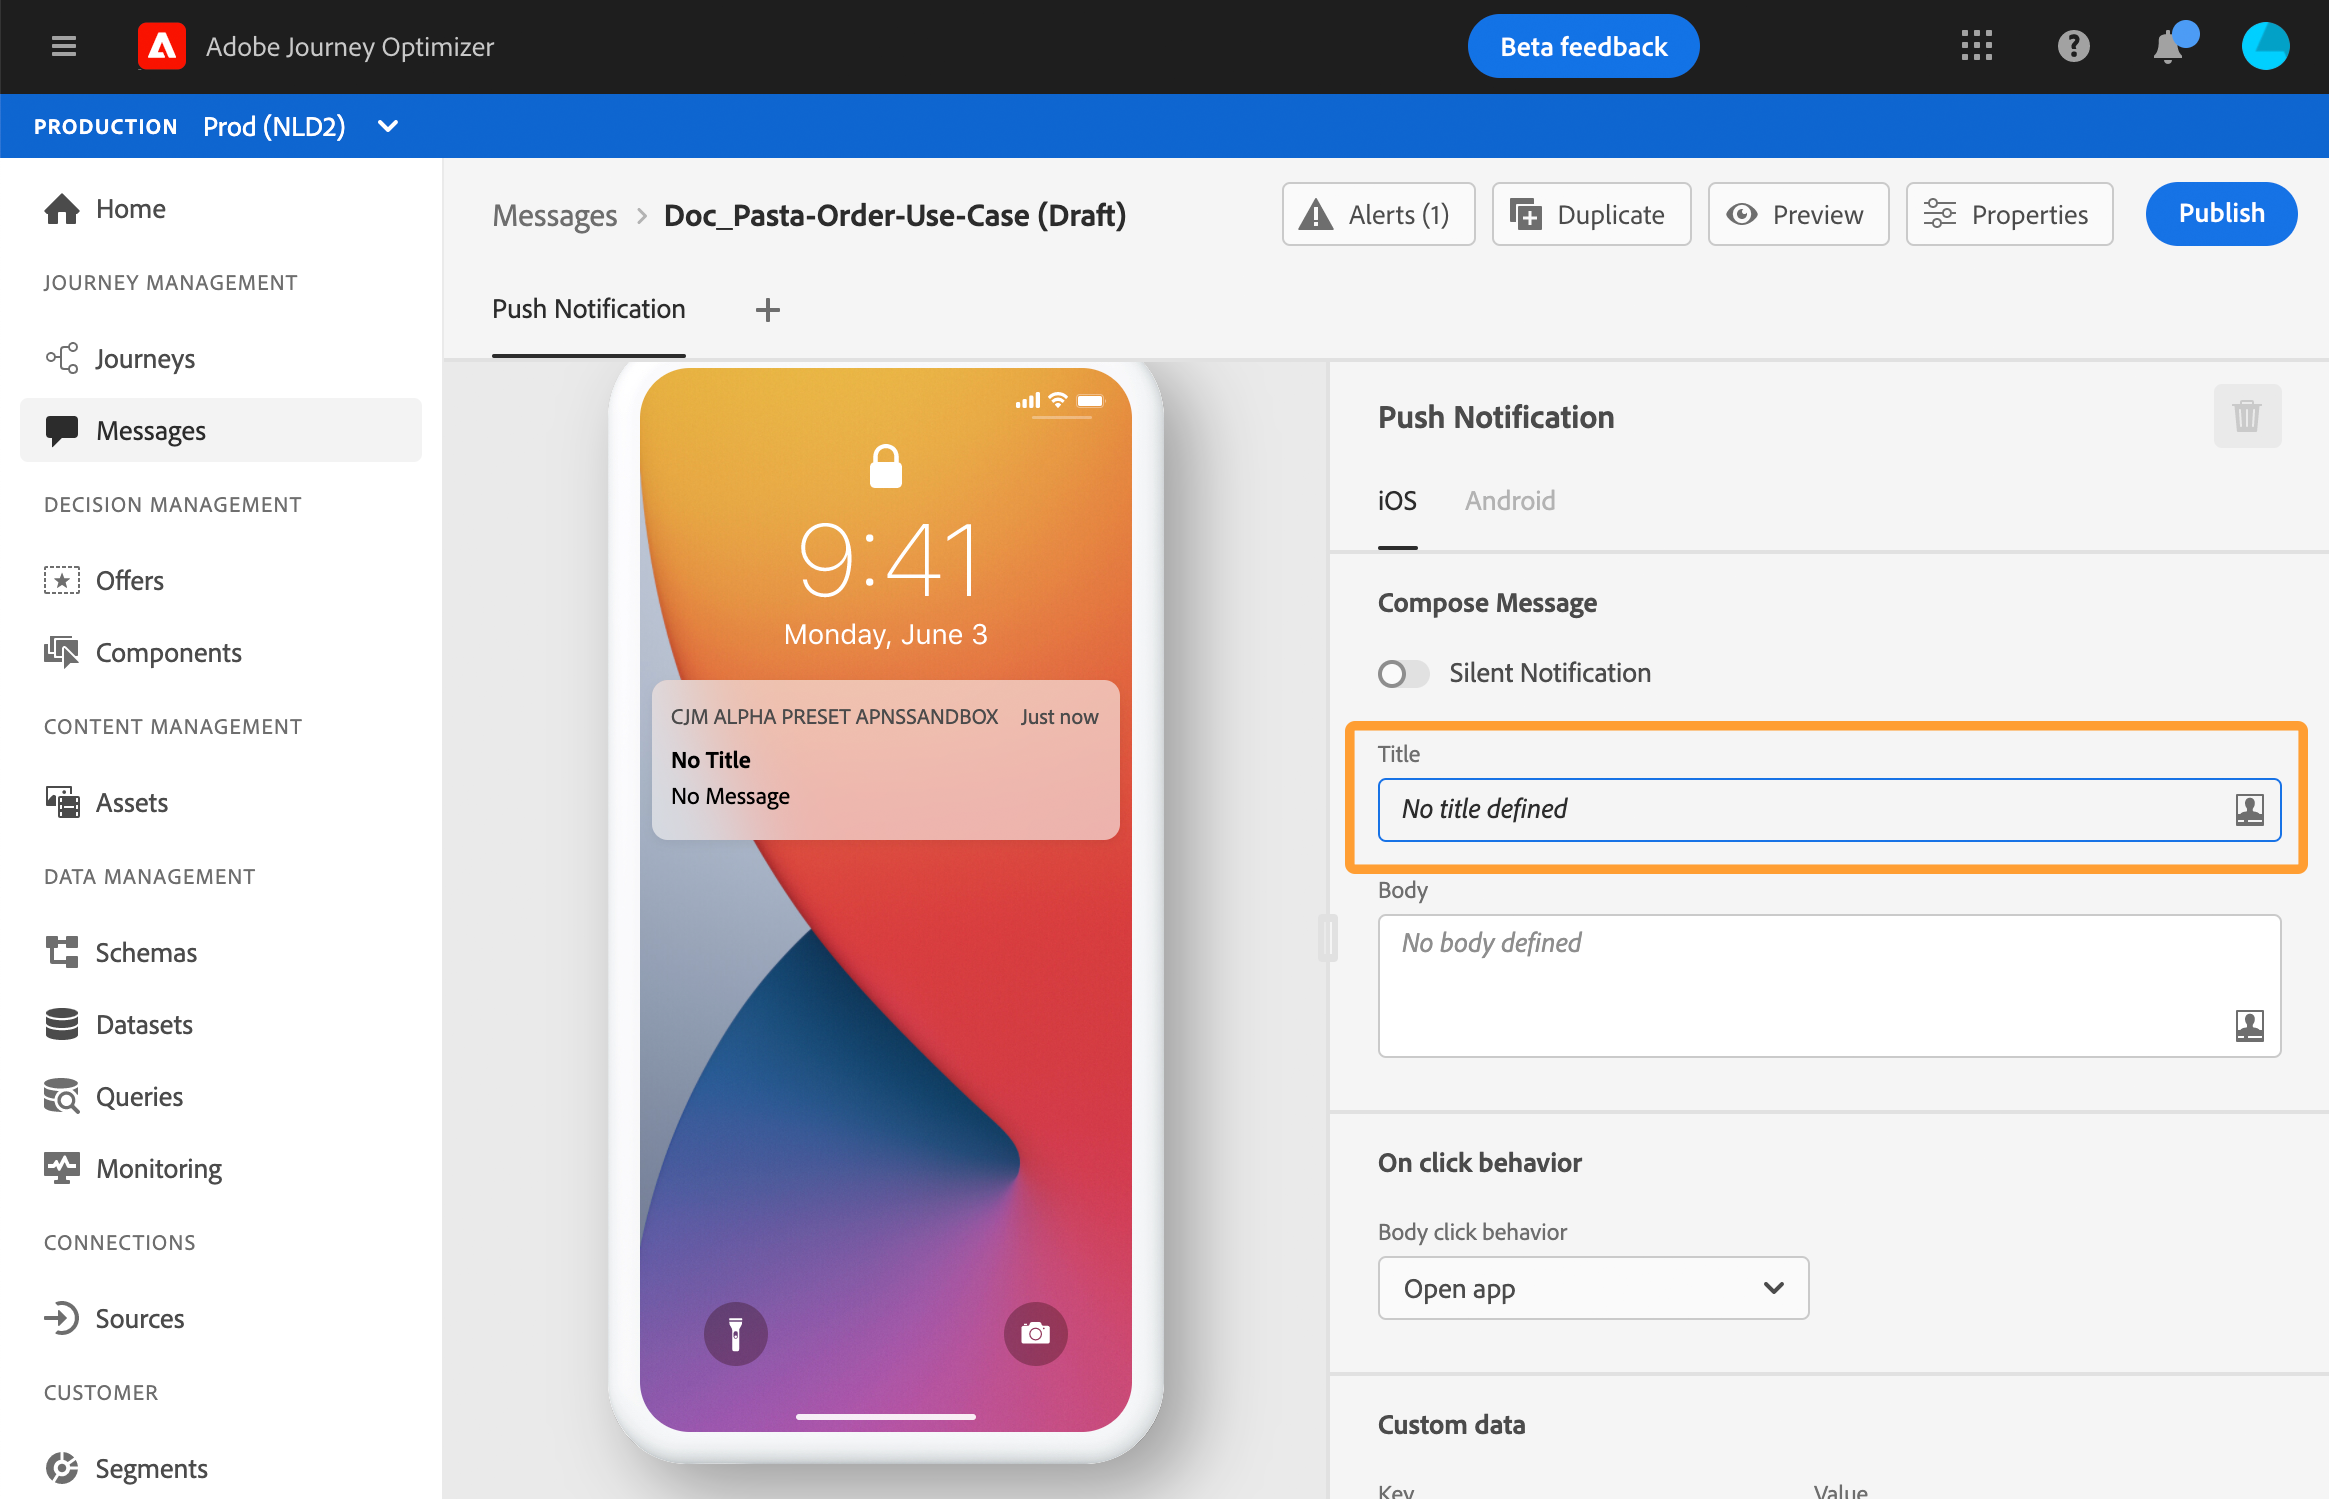 Adobe Journey Optimizer
Beta feedback
PRODUCTION Prod (NLD2)
Home
JOURNEY MANAGEMENT
Journeys
Messages
DECISION MANAGEMENT
Offers
Components
CONTENT MANAGEMENT
Assets
DATA MANAGEMENT
Schemas
Datasets
Queries
Monitoring
CONNECTIONS
Sources
CUSTOMER
Segments
Messages > Doc_Pasta-Order-Use-Case (Draft)
Alerts (1)
Duplicate
Preview
Properties
Publish
Push Notification +
9:41
Monday, June 3
CJM ALPHA PRESET APNSSANDBOX Just now
No Title
No Message
Push Notification
iOS Android
Compose Message
Silent Notification
Title
No title defined
Body
No body defined
On click behavior
Body click behavior
Open app
Custom data
Key Value